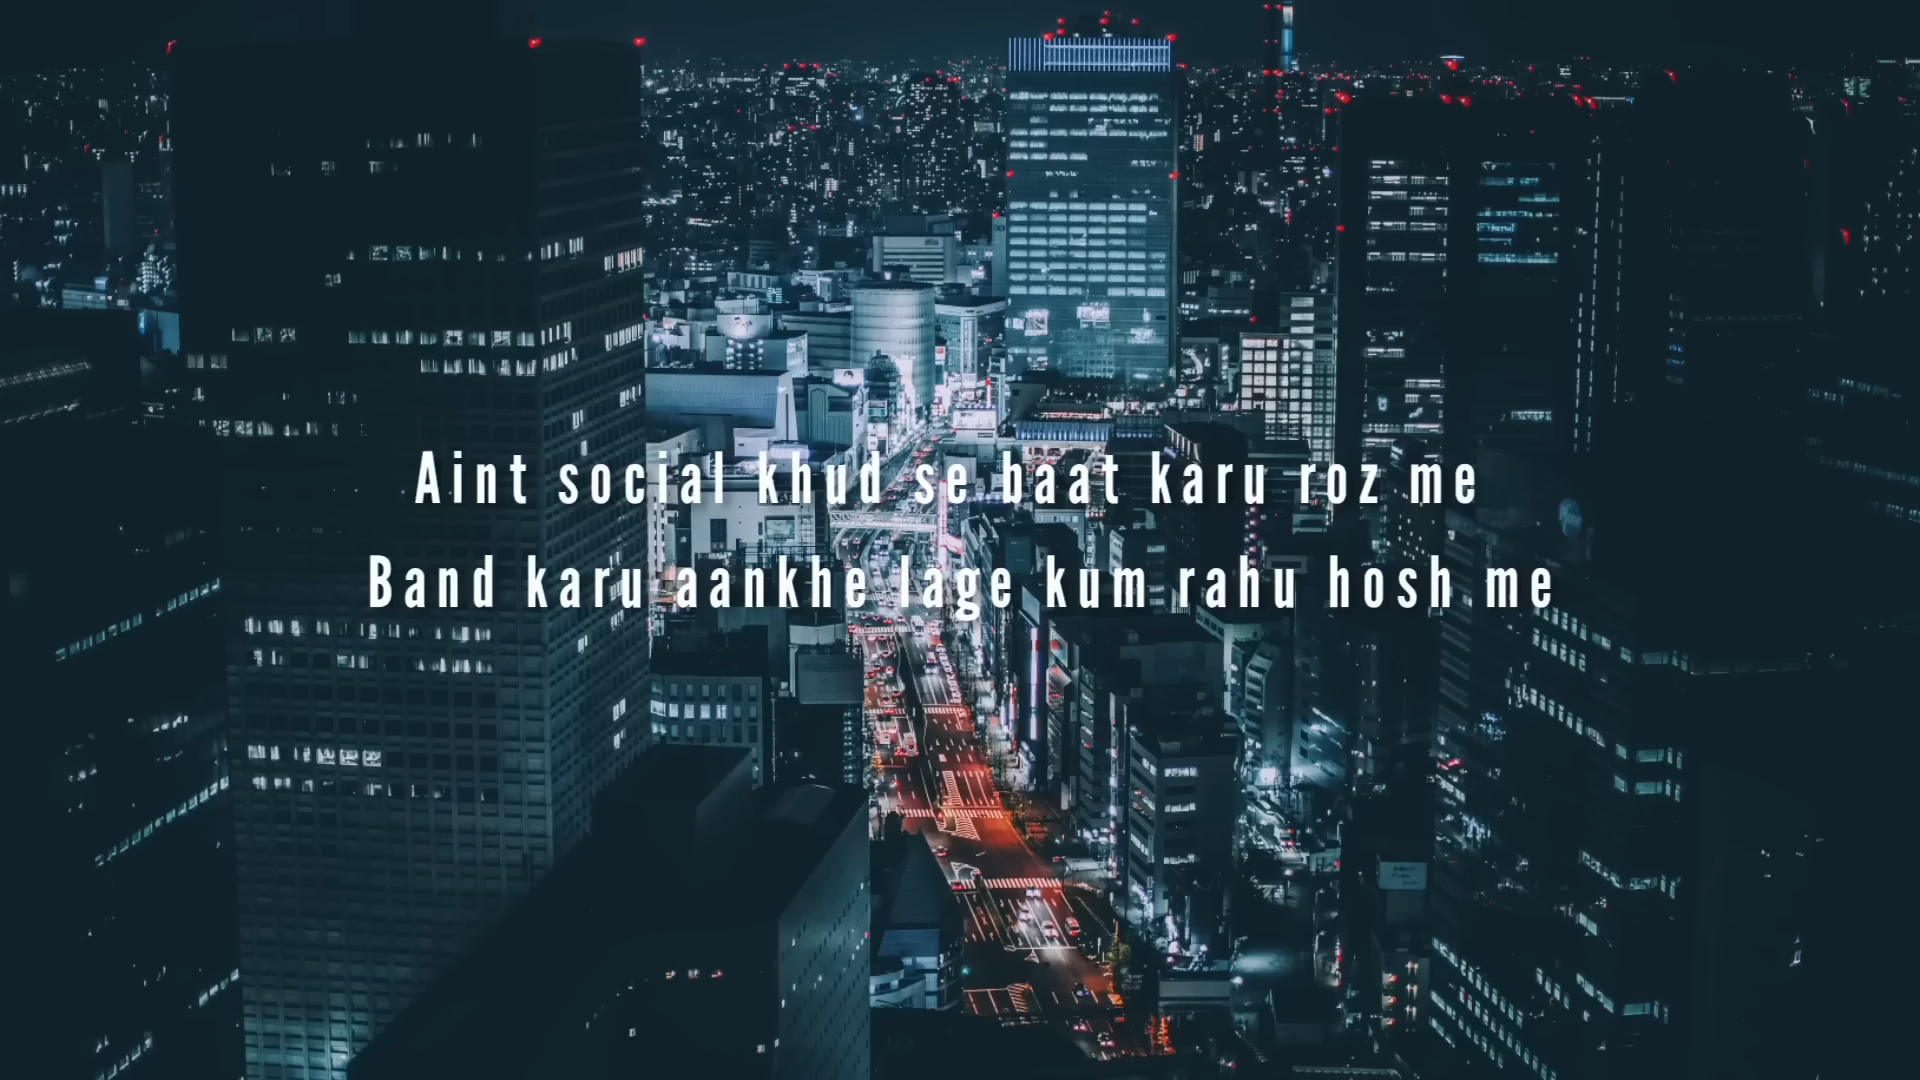 Aint social khud se baat karu roz me
Band karu aankhe lage kum rahu hosh me